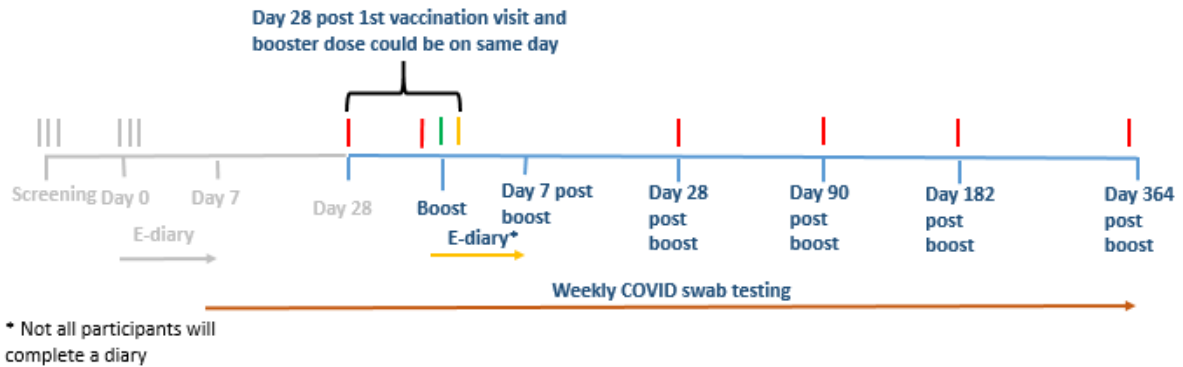 Day 28 post 1st vaccination visit and
booster dose could be on same day
Screening
Day 0
Day 7
Day 28
Boost
Day 7 post
boost
Day 28
post
boost
Day 90
post
boost
Day 182
post
boost
Day 364
post
boost
E-diary
E-diary*
Weekly COVID swab testing
* Not all participants will
complete a diary